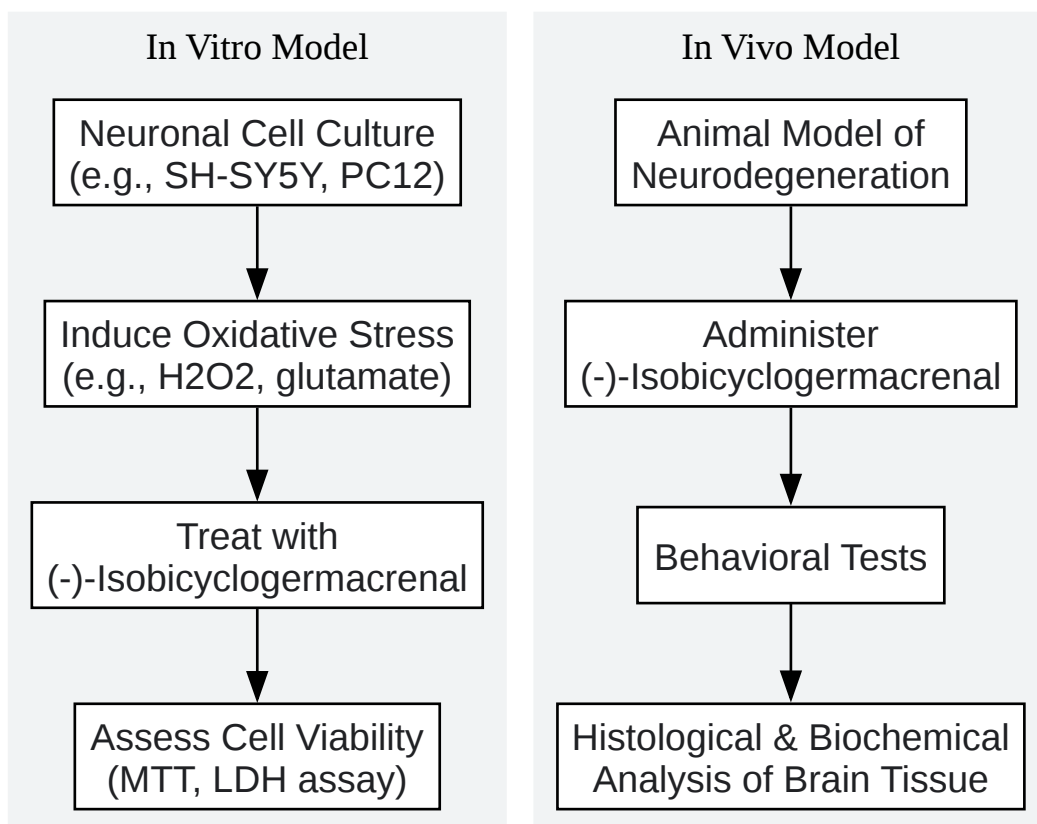 In Vitro Model
Neuronal Cell Culture
(e.g., SH-SY5Y, PC12)
Induce Oxidative Stress
(e.g., H2O2, glutamate)
Treat with
(-)-Isobicyclogermacrenal
Assess Cell Viability
(MTT, LDH assay)
In Vivo Model
Animal Model of
Neurodegeneration
Administer
(-)-Isobicyclogermacrenal
Behavioral Tests
Histological & Biochemical
Analysis of Brain Tissue